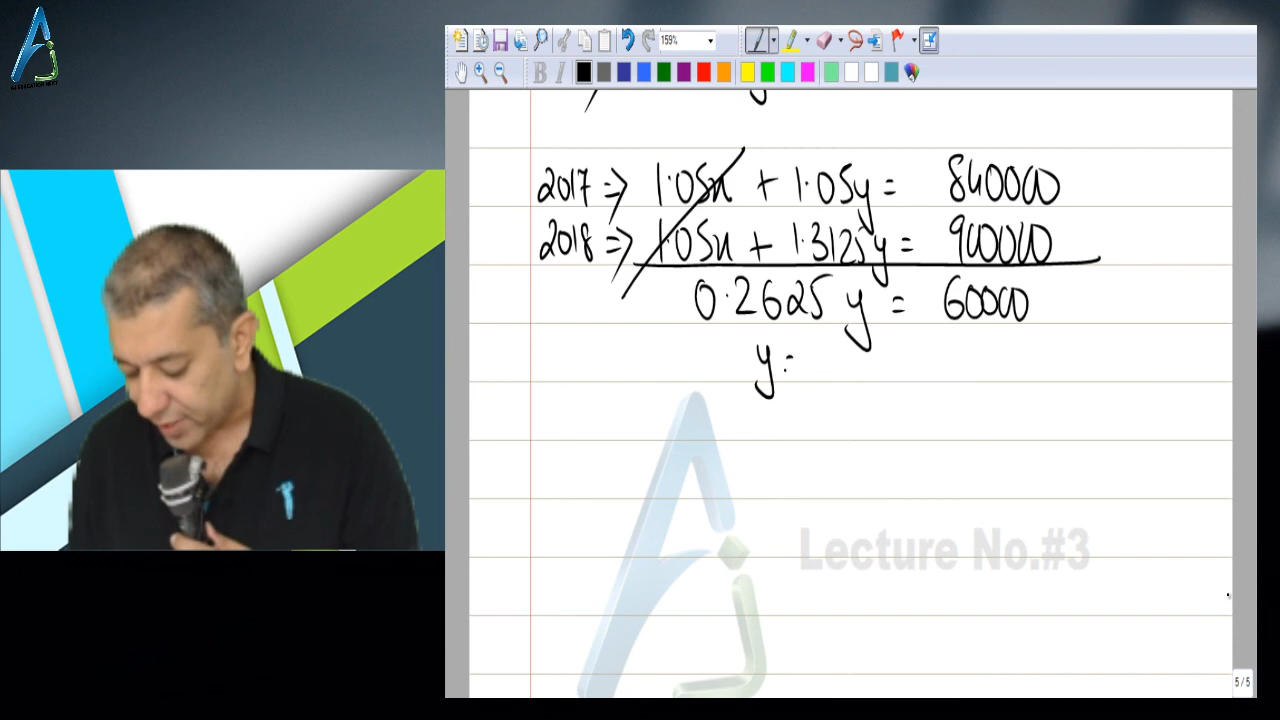 159%
B I
2017 => 1.05x + 1.05y = 840000
2018 => 1.05x + 1.3125y = 900000
0.2625 y = 60000
y =
Lecture No.#3
5/5